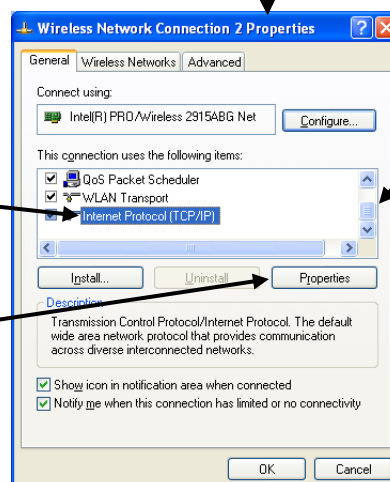 Wireless Network Connection 2 Properties
General Wireless Networks Advanced
Connect using:
Intel(R) PRO/Wireless 2915ABG Net Configure...
This connection uses the following items:
QoS Packet Scheduler
WLAN Transport
Internet Protocol (TCP/IP)
Install... Uninstall Properties
Description
Transmission Control Protocol/Internet Protocol. The default
wide area network protocol that provides communication
across diverse interconnected networks.
Show icon in notification area when connected
Notify me when this connection has limited or no connectivity
OK Cancel